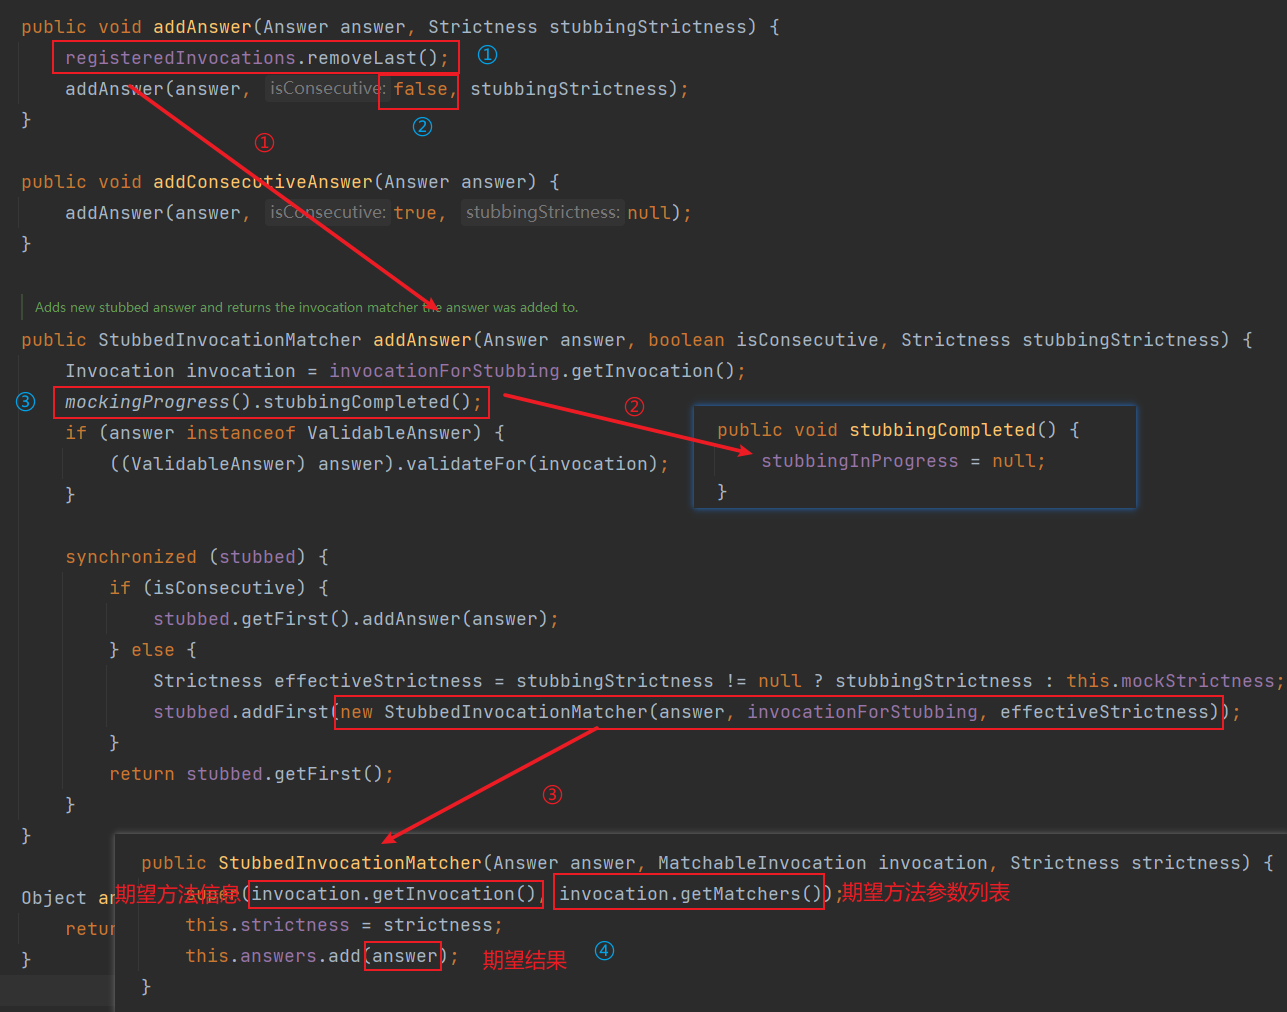 public void addAnswer(Answer answer, Strictness stubbingStrictness) {
registeredInvocations.removeLast(); ①
addAnswer(answer, isConsecutive: false, stubbingStrictness);
}
②
①
public void addConsecutiveAnswer(Answer answer) {
addAnswer(answer, isConsecutive: true, stubbingStrictness: null);
}
Adds new stubbed answer and returns the invocation matcher the answer was added to.
public StubbedInvocationMatcher addAnswer(Answer answer, boolean isConsecutive, Strictness stubbingStrictness) {
Invocation invocation = invocationForStubbing.getInvocation();
③ mockingProgress().stubbingCompleted(); ②
if (answer instanceof ValidableAnswer) {
((ValidableAnswer) answer).validateFor(invocation);
}
public void stubbingCompleted() {
stubbingInProgress = null;
}
synchronized (stubbed) {
if (isConsecutive) {
stubbed.getFirst().addAnswer(answer);
} else {
Strictness effectiveStrictness = stubbingStrictness != null ? stubbingStrictness : this.mockStrictness;
stubbed.addFirst(new StubbedInvocationMatcher(answer, invocationForStubbing, effectiveStrictness));
}
return stubbed.getFirst();
}
③
}
Object an
retur
}
public StubbedInvocationMatcher(Answer answer, MatchableInvocation invocation, Strictness strictness) {
期望方法信息 super(invocation.getInvocation(), invocation.getMatchers()); 期望方法参数列表
this.strictness = strictness;
this.answers.add(answer); 期望结果 ④
}